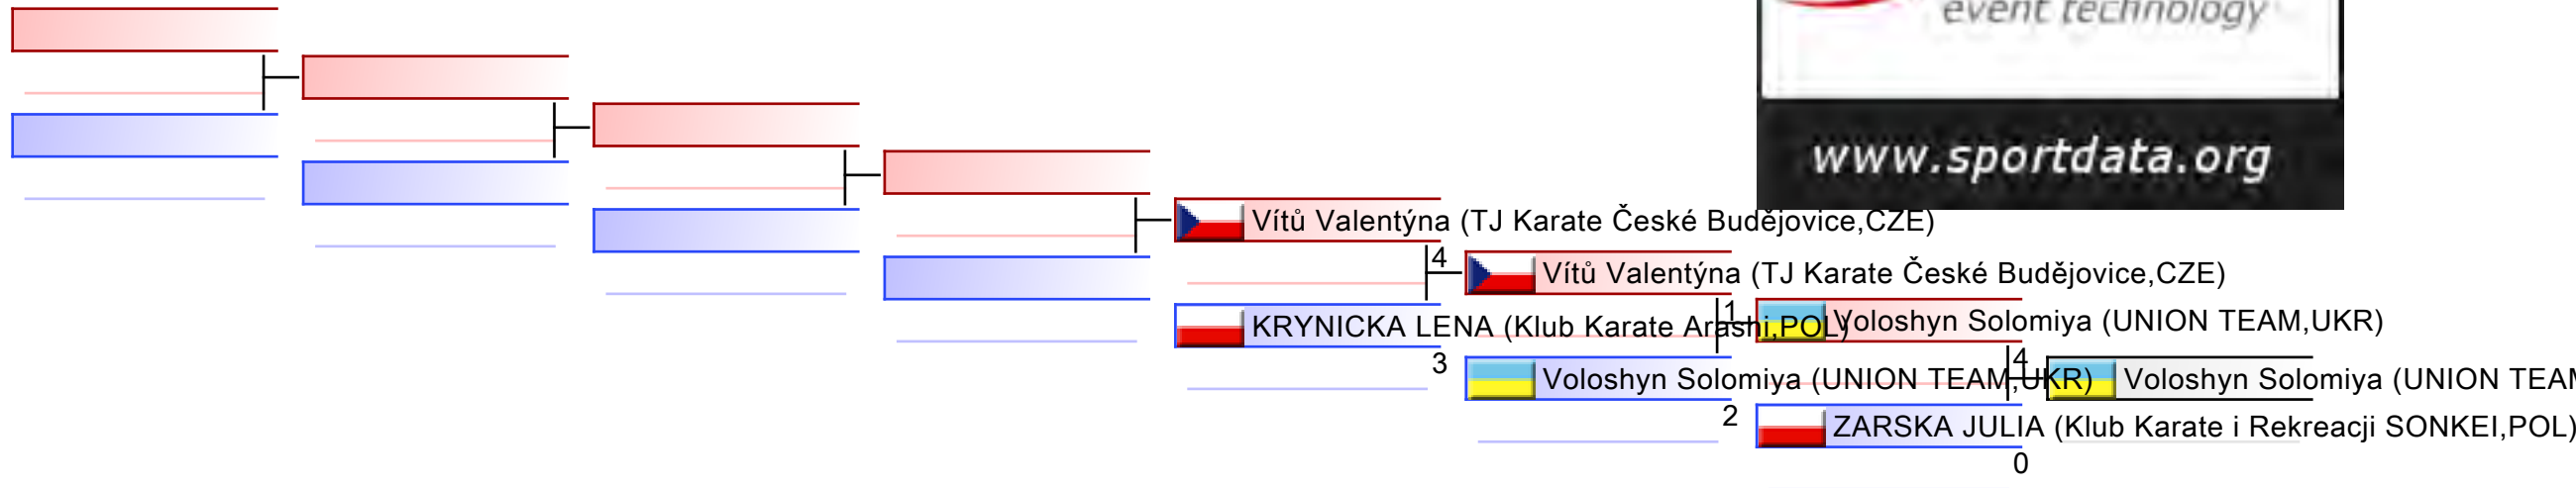 event technology
www.sportdata.org
Vítů Valentýna (TJ Karate České Budějovice,CZE)
4
Vítů Valentýna (TJ Karate České Budějovice,CZE)
KRYNICKA LENA (Klub Karate Arashi,POL)
1
Voloshyn Solomiya (UNION TEAM,UKR)
3
Voloshyn Solomiya (UNION TEAM,UKR)
4
Voloshyn Solomiya (UNION
2
ZARSKA JULIA (Klub Karate i Rekreacji SONKEI,POL)
0